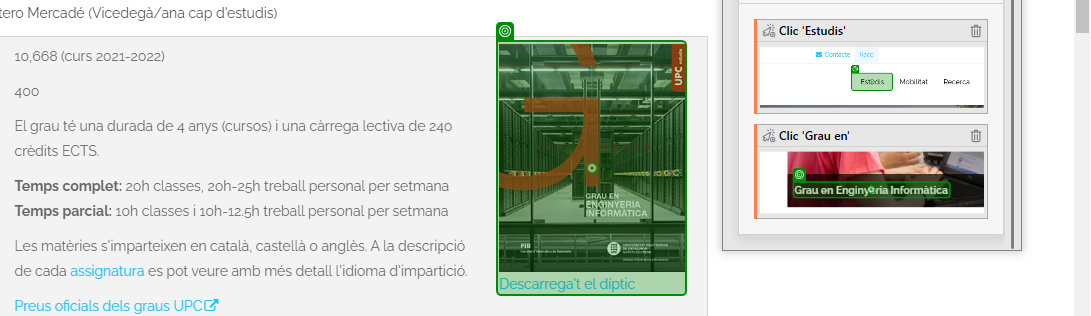 tero Mercadé (Vicedegà/ana cap d'estudis)
10,668 (curs 2021-2022)
400
El grau té una durada de 4 anys (cursos) i una càrrega lectiva de 240
crèdits ECTS.
Temps complet: 20h classes, 20h-25h treball personal per setmana
Temps parcial: 10h classes i 10h-12.5h treball personal per setmana
Les matèries s'imparteixen en català, castellà o anglès. A la descripció
de cada assignatura es pot veure amb més detall l'idioma d'impartició.
Preus oficials dels graus UPC
UPC
GRAU EN
ENGINYERIA
INFORMÀTICA
FIB
Descarrega't el díptic
Clic 'Estudis'
Contacte
Racó
Estudis
Mobilitat
Recerca
Clic 'Grau en'
Grau en Enginyeria Informàtica